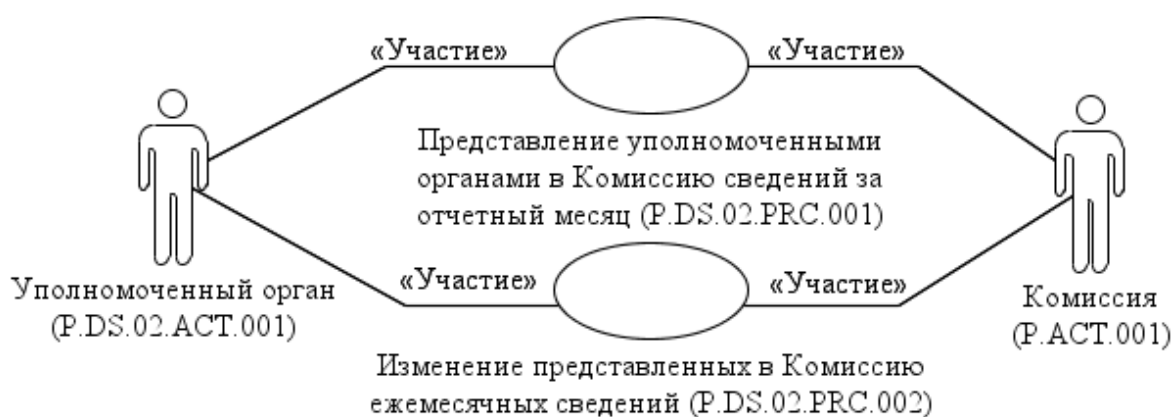 «Участие»
«Участие»
Представление уполномоченными
органами в Комиссию сведений за
отчетный месяц (P.DS.02.PRC.001)
«Участие»
«Участие»
Уполномоченный орган
(P.DS.02.ACT.001)
Комиссия
(P.ACT.001)
Изменение представленных в Комиссию
ежемесячных сведений (P.DS.02.PRC.002)